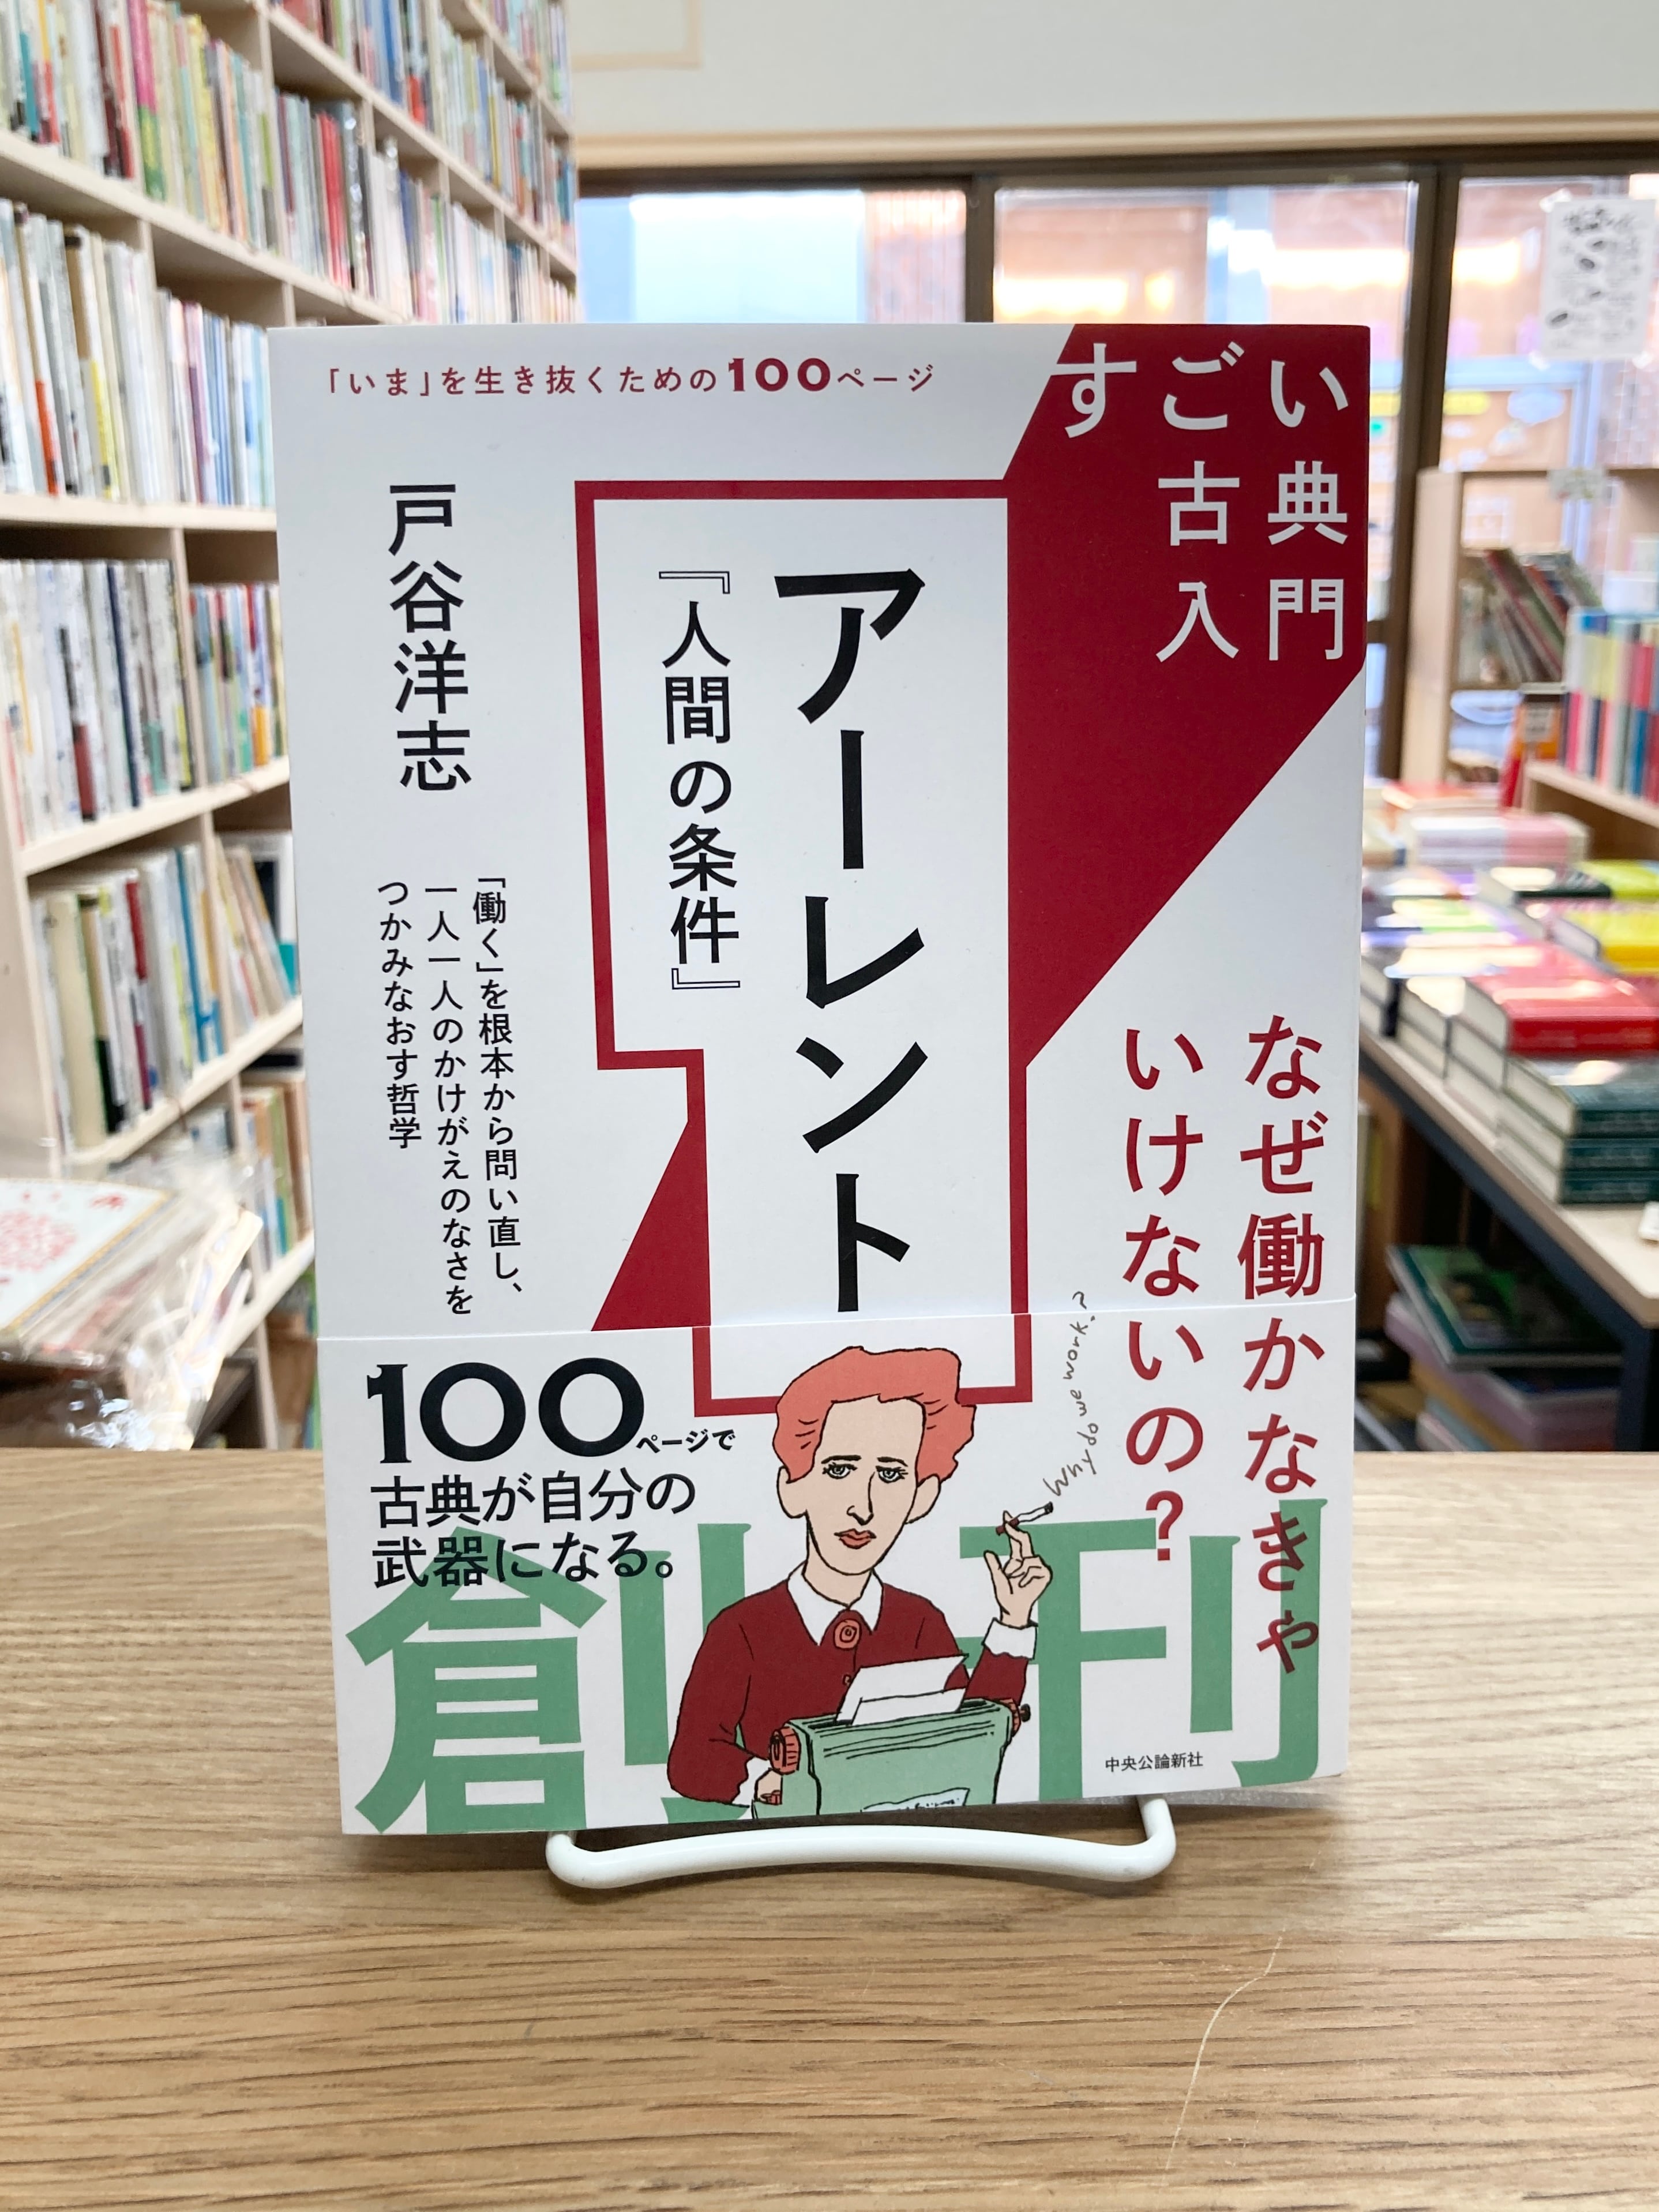 「いま」を生き抜くための100ページ
すごい
古典
入門
アーレント
『人間の条件』
戸谷洋志
「働く」を根本から問い直し、
一人一人のかけがえのなさを
つかみなおす哲学
なぜ働かなきゃ
いけないの?
Why do we work?
100ページで
古典が自分の
武器になる。
創刊
中央公論新社